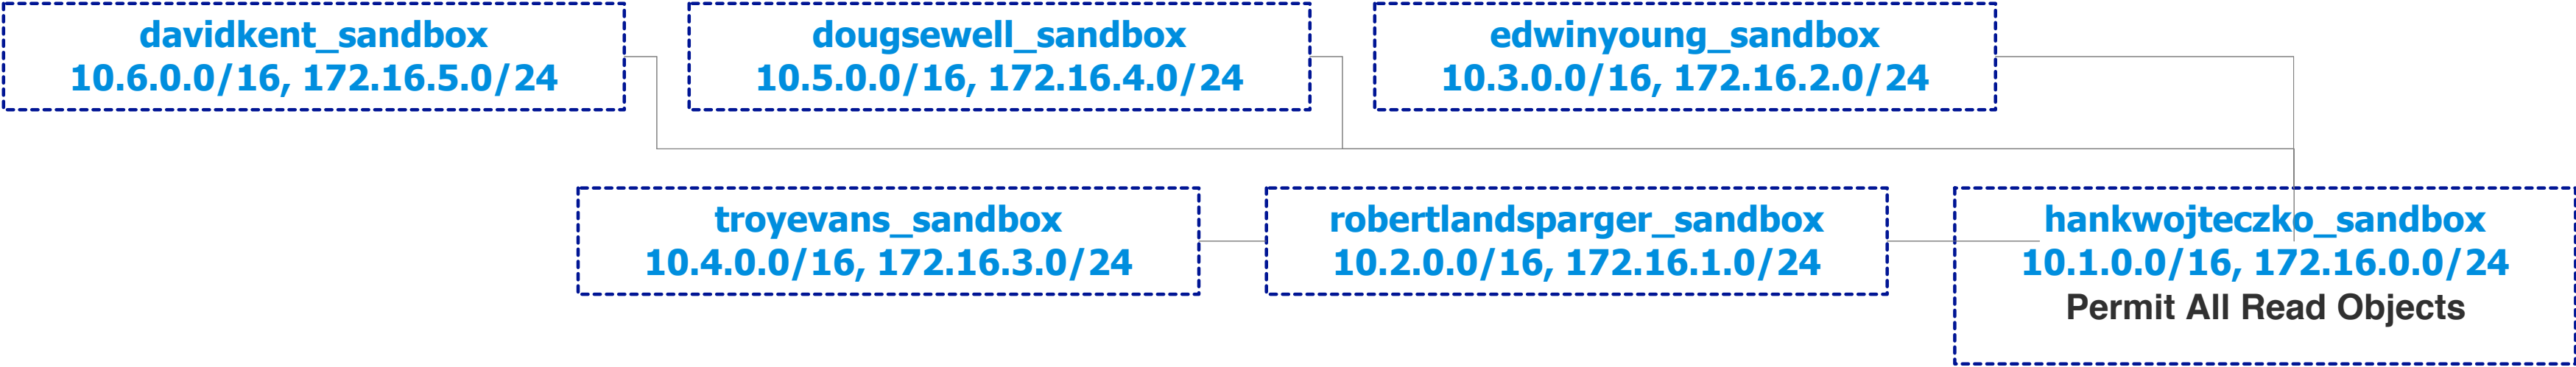 davidkent_sandbox
10.6.0.0/16, 172.16.5.0/24
dougsewell_sandbox
10.5.0.0/16, 172.16.4.0/24
edwinyoung_sandbox
10.3.0.0/16, 172.16.2.0/24
troyevans_sandbox
10.4.0.0/16, 172.16.3.0/24
robertlandsparger_sandbox
10.2.0.0/16, 172.16.1.0/24
hankwojteczko_sandbox
10.1.0.0/16, 172.16.0.0/24
Permit All Read Objects